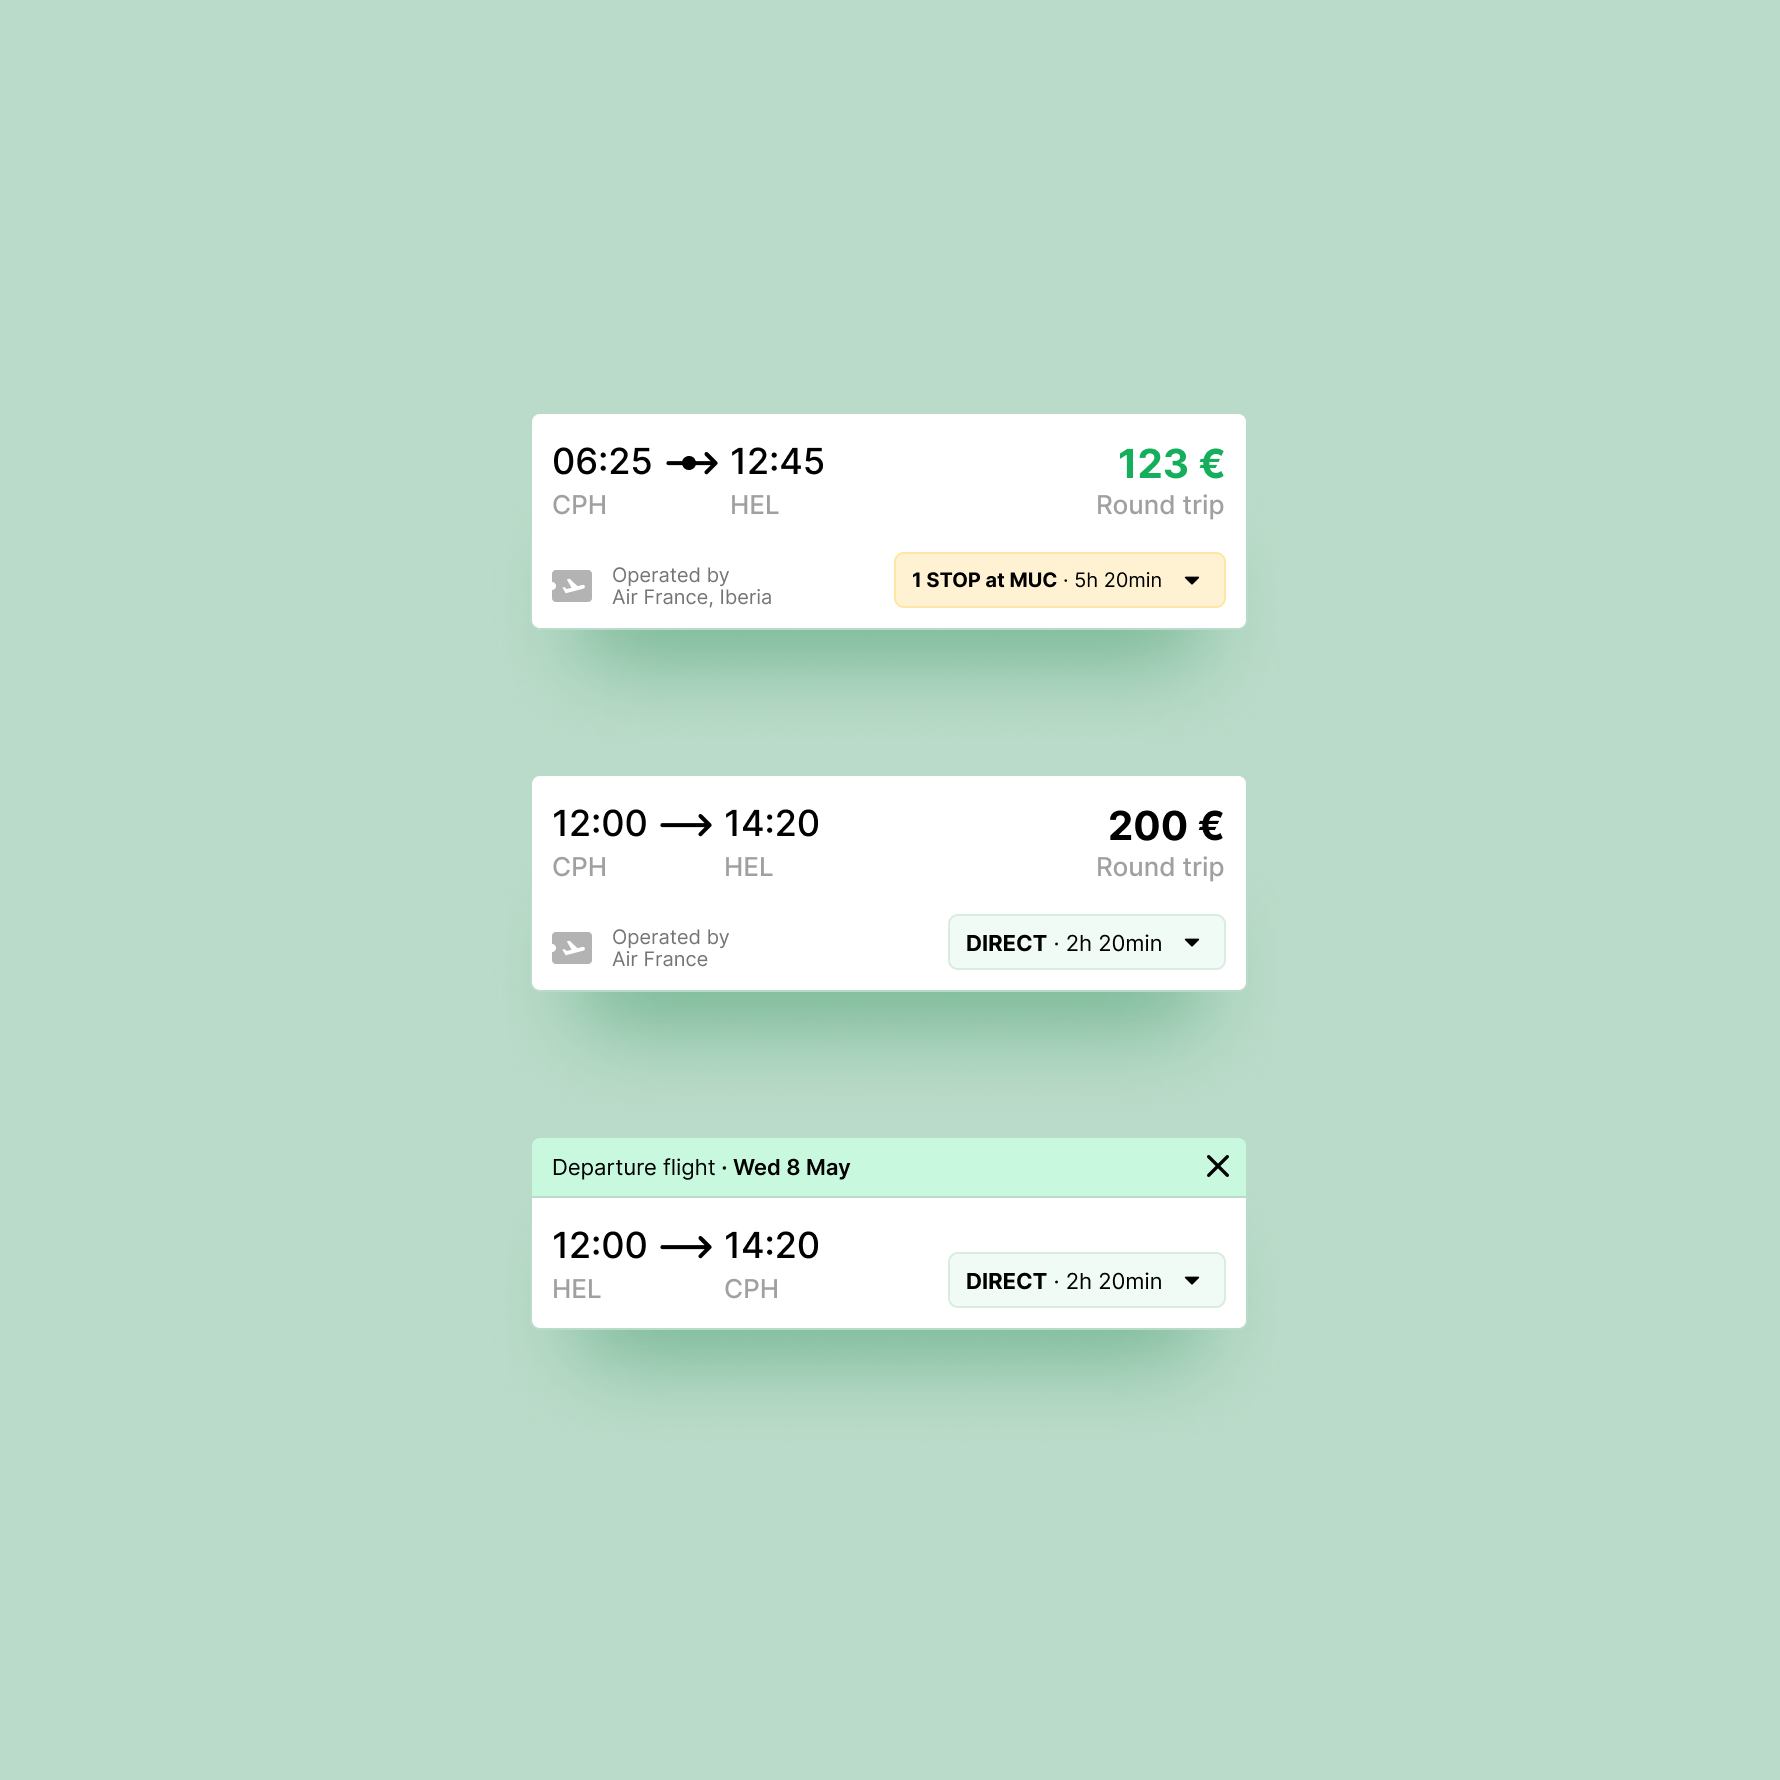 06:25 12:45 123 €
CPH HEL Round trip
Operated by
Air France, Iberia
1 STOP at MUC · 5h 20min
12:00 14:20 200 €
CPH HEL Round trip
Operated by
Air France
DIRECT · 2h 20min
Departure flight · Wed 8 May
12:00 14:20
HEL CPH
DIRECT · 2h 20min